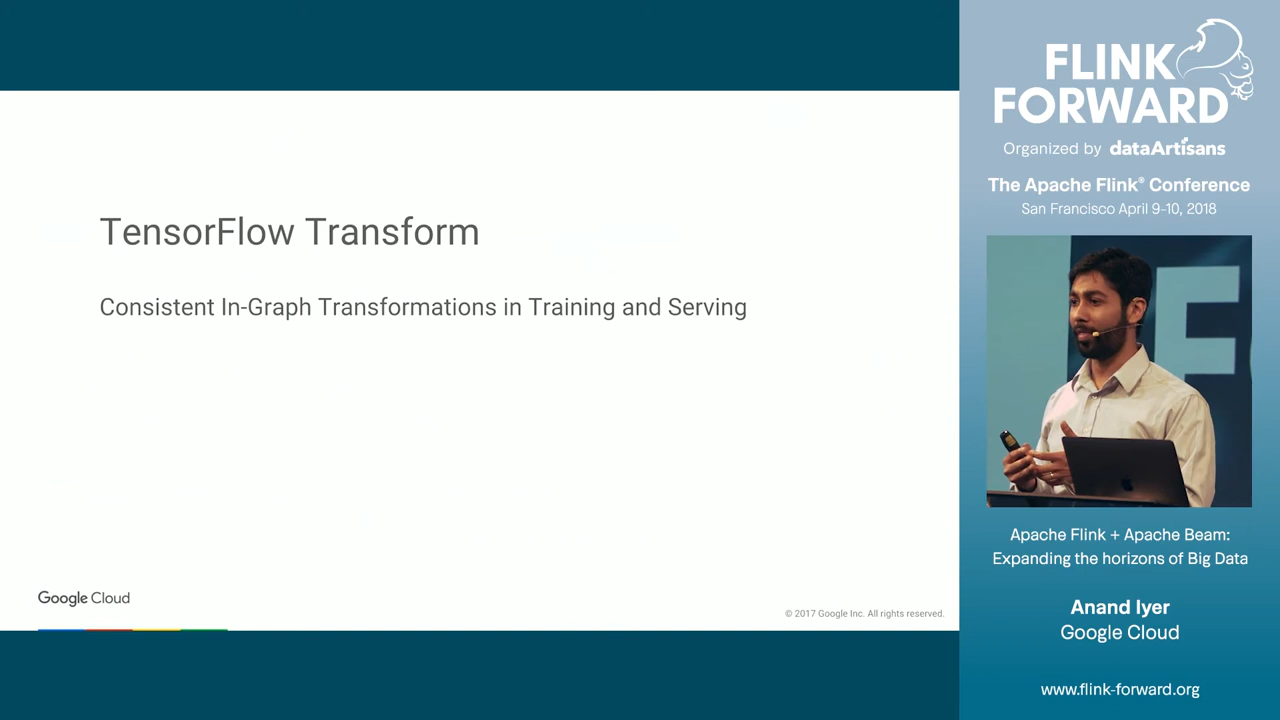 TensorFlow Transform
Consistent In-Graph Transformations in Training and Serving
Google Cloud
© 2017 Google Inc. All rights reserved.
FLINK
FORWARD
Organized by dataArtisans
The Apache Flink® Conference
San Francisco April 9-10, 2018
F
Apache Flink + Apache Beam:
Expanding the horizons of Big Data
Anand Iyer
Google Cloud
www.flink-forward.org